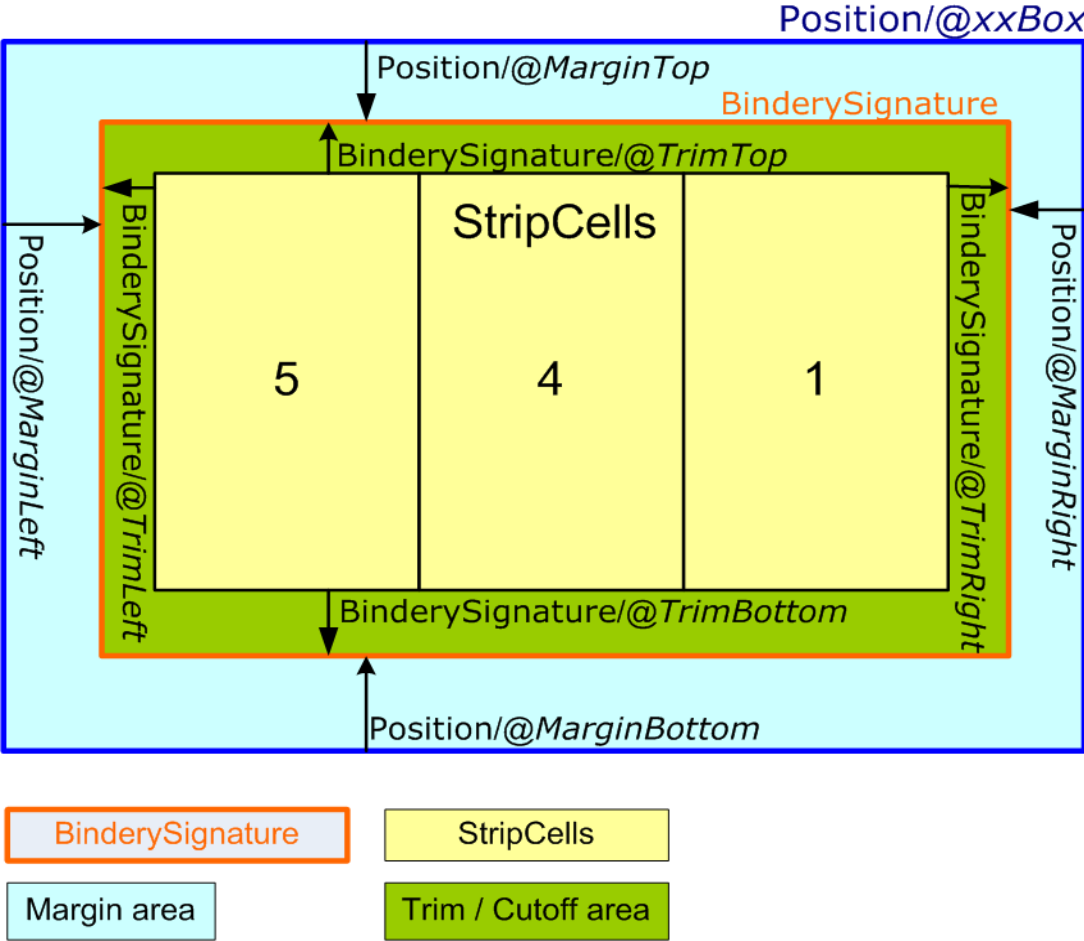 Position/@xxBox
Position/@MarginTop
BinderySignature
BinderySignature/@TrimTop
StripCells
Position/@MarginLeft
BinderySignature/@TrimLeft
5
4
1
BinderySignature/@TrimRight
Position/@MarginRight
BinderySignature/@TrimBottom
Position/@MarginBottom
BinderySignature
StripCells
Margin area
Trim / Cutoff area